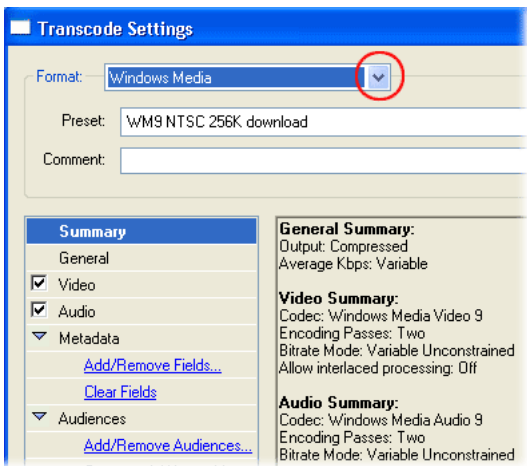 Transcode Settings
Format: Windows Media
Preset: WM9 NTSC 256K download
Comment:
Summary
General
Video
Audio
Metadata
Add/Remove Fields...
Clear Fields
Audiences
Add/Remove Audiences...
General Summary:
Output: Compressed
Average Kbps: Variable
Video Summary:
Codec: Windows Media Video 9
Encoding Passes: Two
Bitrate Mode: Variable Unconstrained
Allow interlaced processing: Off
Audio Summary:
Codec: Windows Media Audio 9
Encoding Passes: Two
Bitrate Mode: Variable Unconstrained